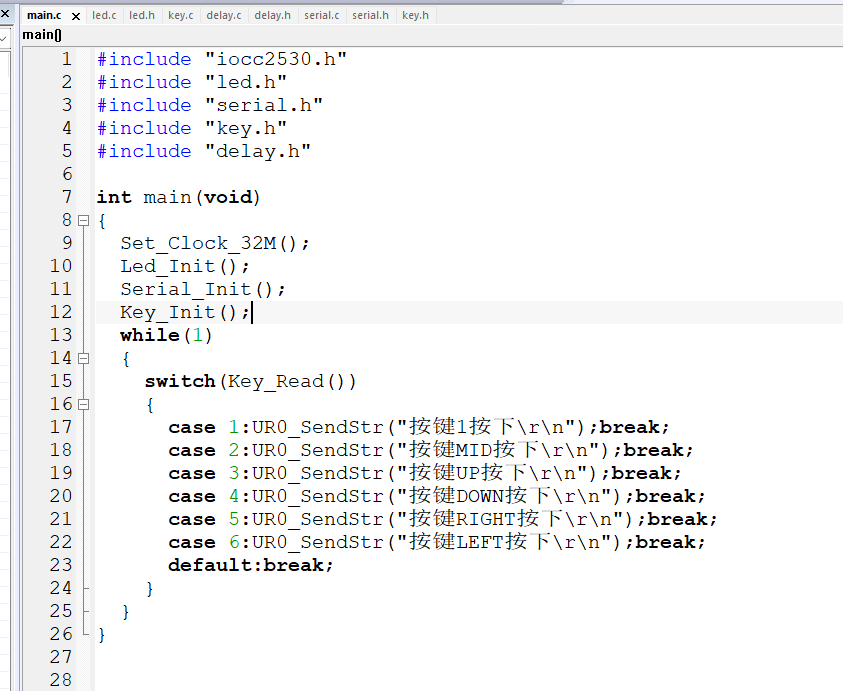 main.c × led.c led.h key.c delay.c delay.h serial.c serial.h key.h
main()
1 #include "iocc2530.h"
2 #include "led.h"
3 #include "serial.h"
4 #include "key.h"
5 #include "delay.h"
6
7 int main(void)
8 {
9 Set_Clock_32M();
10 Led_Init();
11 Serial_Init();
12 Key_Init();
13 while(1)
14 {
15 switch(Key_Read())
16 {
17 case 1:UR0_SendStr("按键1按下\r\n");break;
18 case 2:UR0_SendStr("按键MID按下\r\n");break;
19 case 3:UR0_SendStr("按键UP按下\r\n");break;
20 case 4:UR0_SendStr("按键DOWN按下\r\n");break;
21 case 5:UR0_SendStr("按键RIGHT按下\r\n");break;
22 case 6:UR0_SendStr("按键LEFT按下\r\n");break;
23 default:break;
24 }
25 }
26 }
27
28